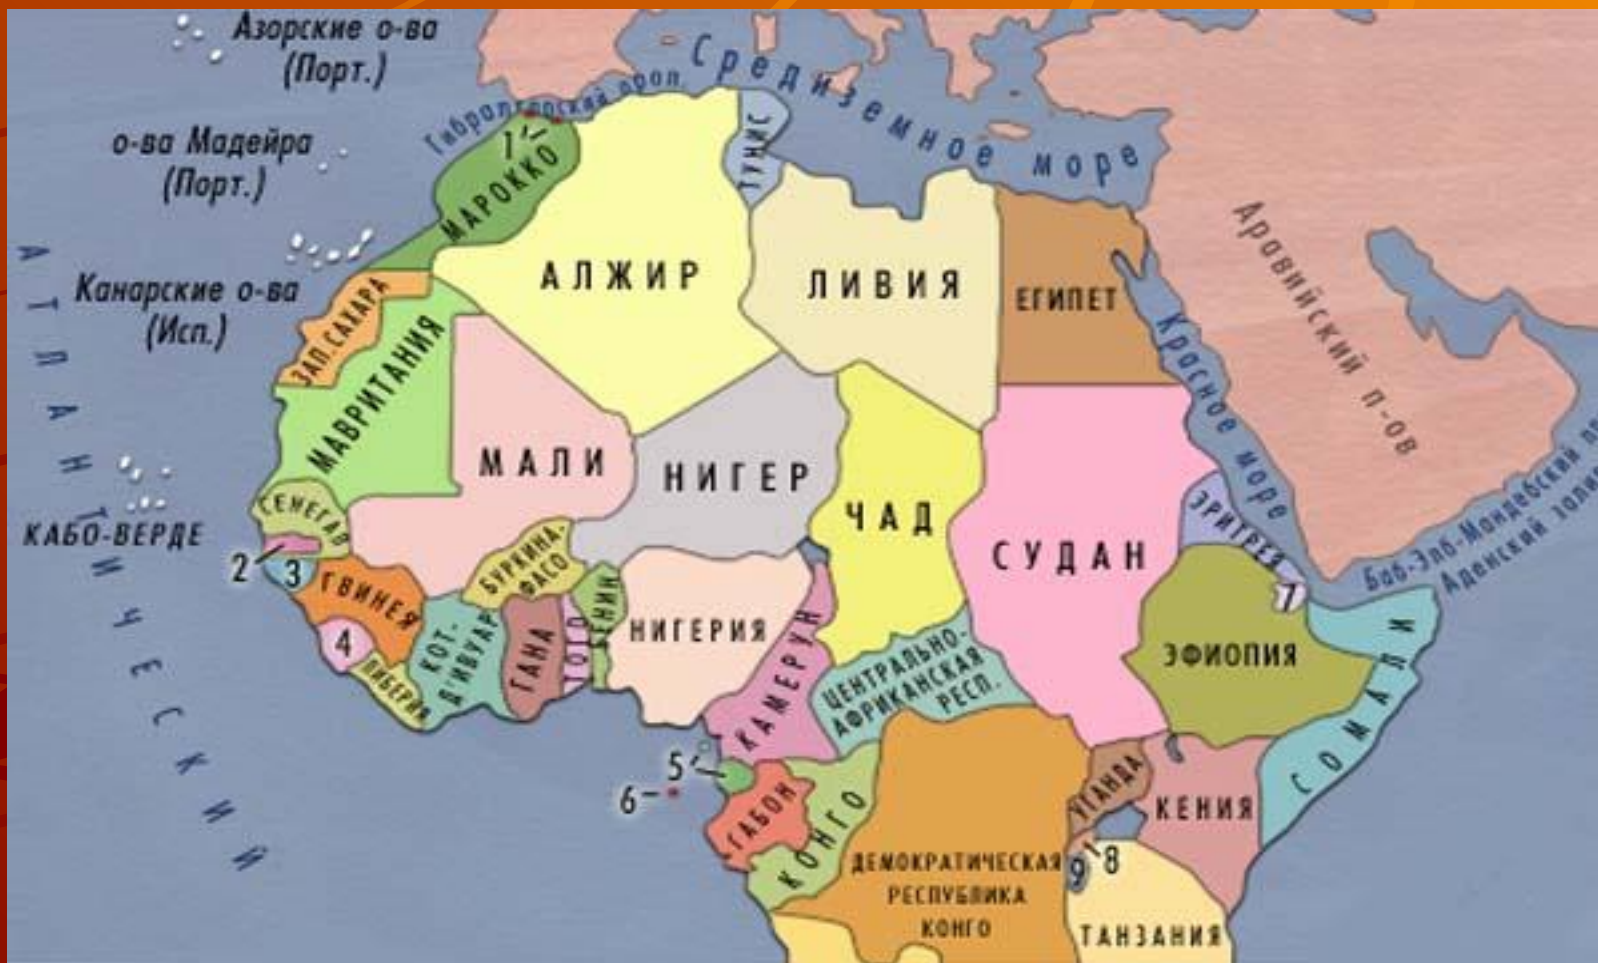 Азорские о-ва
(Порт.)
Средиземное море
Гибралтарский прол.
о-ва Мадейра
(Порт.)
1
МАРОККО
ТУНИС
АТЛАНТИЧЕСКИЙ
Канарские о-ва
(Исп.)
АЛЖИР
ЛИВИЯ
ЕГИПЕТ
Аравийский п-ов
Красное море
ЗАП. САХАРА
МАВРИТАНИЯ
МАЛИ
НИГЕР
ЧАД
СУДАН
ЭРИТРЕЯ
КАБО-ВЕРДЕ
СЕНЕГАЛ
2
3
ГВИНЕЯ
4
ЛИБЕРИЯ
КОТ-
Д'ИВУАР
БУРКИНА-
ФАСО
ГАНА
ТОГО
БЕНИН
НИГЕРИЯ
КАМЕРУН
ЦЕНТРАЛЬНО-
АФРИКАНСКАЯ
РЕСП.
Баб-Эль-Мандебский
Аденский
7
ЭФИОПИЯ
СОМАЛИ
5
6
ГАБОН
КОНГО
ДЕМОКРАТИЧЕСКАЯ
РЕСПУБЛИКА
КОНГО
УГАНДА
КЕНИЯ
8
9
ТАНЗАНИЯ